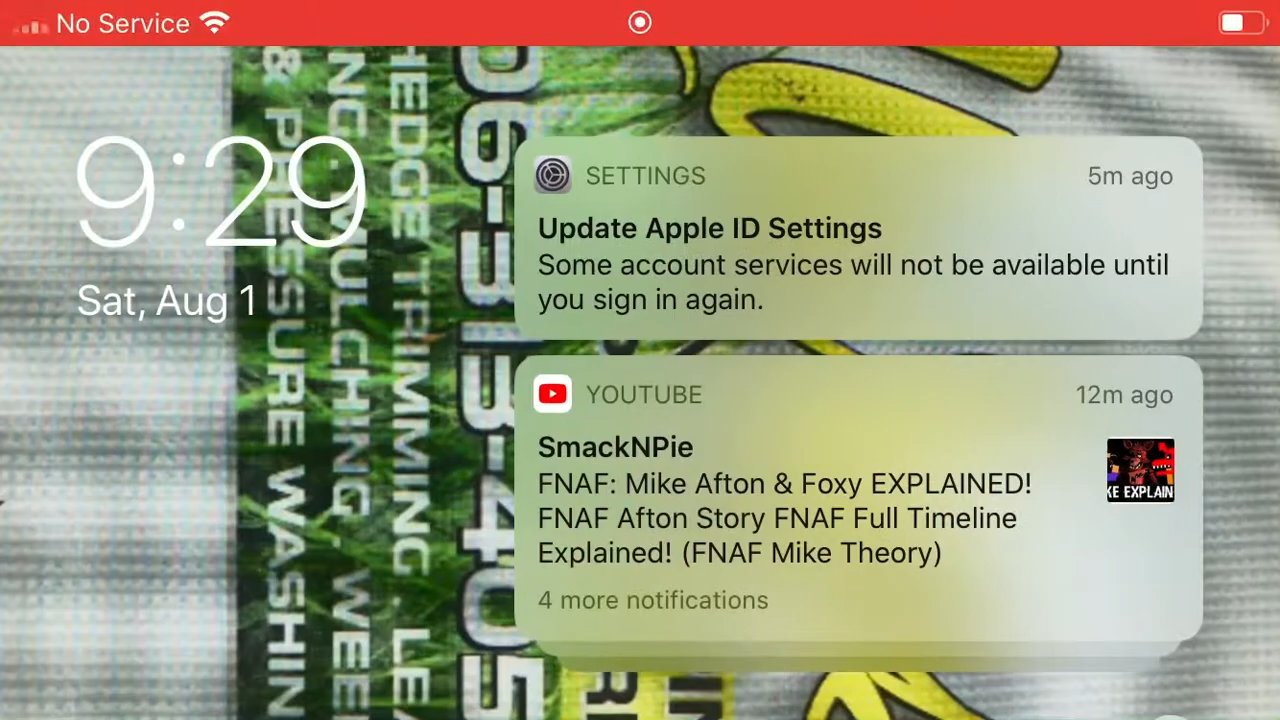 No Service
9:29
Sat, Aug 1
SETTINGS
5m ago
Update Apple ID Settings
Some account services will not be available until
you sign in again.
YOUTUBE
12m ago
SmackNPie
FNAF: Mike Afton & Foxy EXPLAINED!
FNAF Afton Story FNAF Full Timeline
Explained! (FNAF Mike Theory)
4 more notifications
KE EXPLAIN
HEDGE TRIMMING
& PRESSURE WASHIN